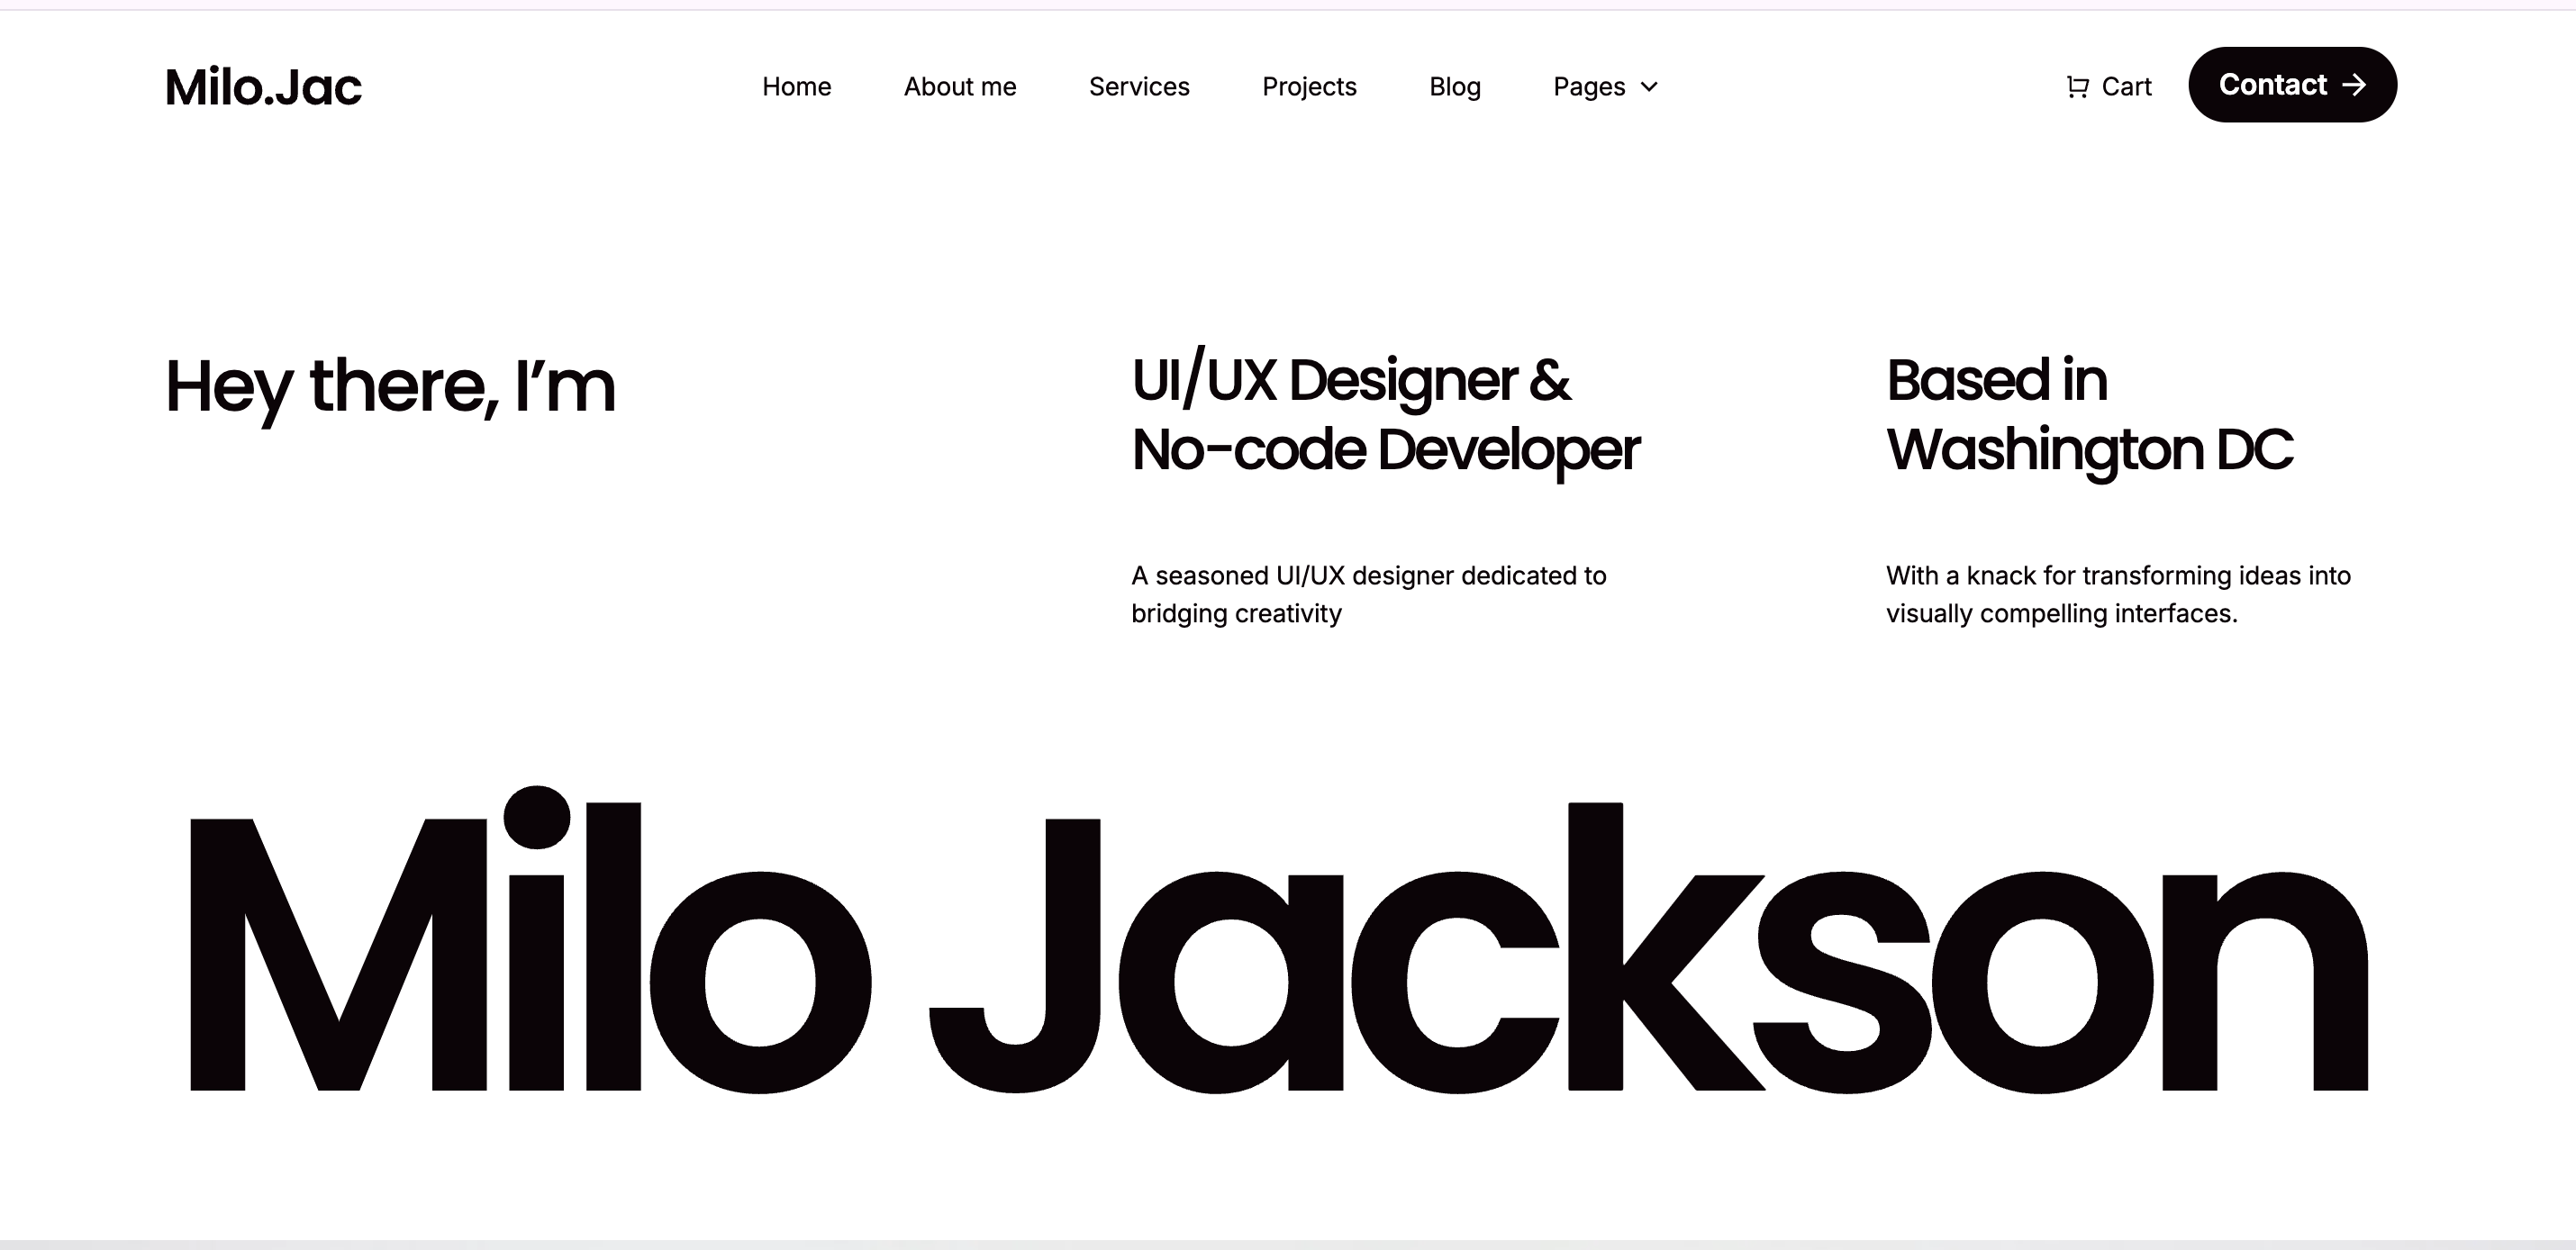 Milo.Jac
Home
About me
Services
Projects
Blog
Pages
Cart
Contact
Hey there, I’m
UI/UX Designer &
No-code Developer
A seasoned UI/UX designer dedicated to
bridging creativity
Based in
Washington DC
With a knack for transforming ideas into
visually compelling interfaces.
Milo Jackson